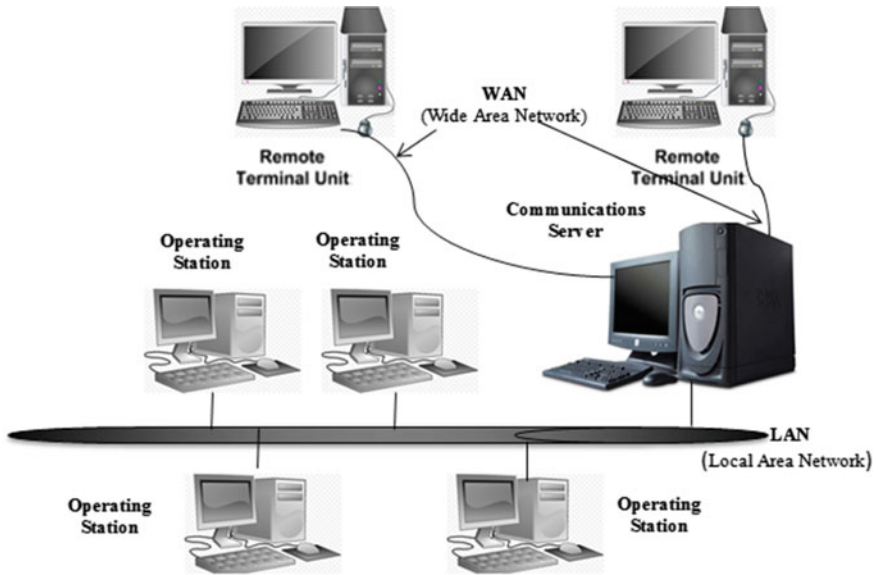 WAN
(Wide Area Network)
Remote
Terminal Unit
Remote
Terminal Unit
Communications
Server
Operating
Station
Operating
Station
LAN
(Local Area Network)
Operating
Station
Operating
Station